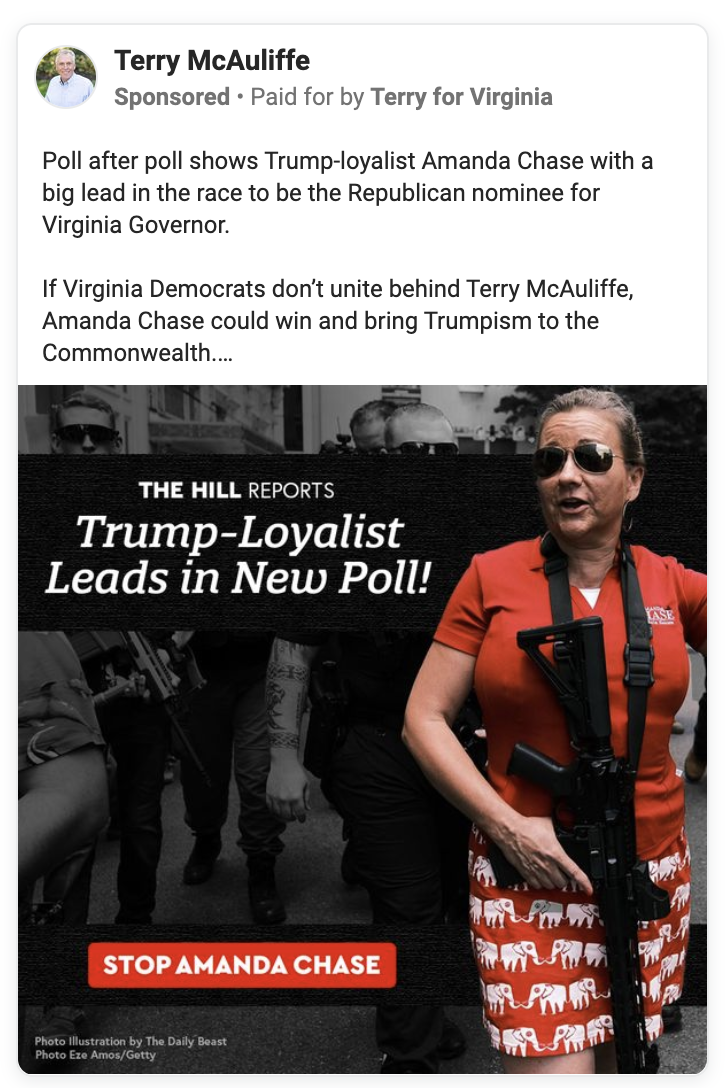 Terry McAuliffe
Sponsored • Paid for by Terry for Virginia
Poll after poll shows Trump-loyalist Amanda Chase with a
big lead in the race to be the Republican nominee for
Virginia Governor.
If Virginia Democrats don’t unite behind Terry McAuliffe,
Amanda Chase could win and bring Trumpism to the
Commonwealth....
THE HILL REPORTS
Trump-Loyalist
Leads in New Poll!
CHASE
STOP AMANDA CHASE
Photo Illustration by The Daily Beast
Photo Eze Amos/Getty